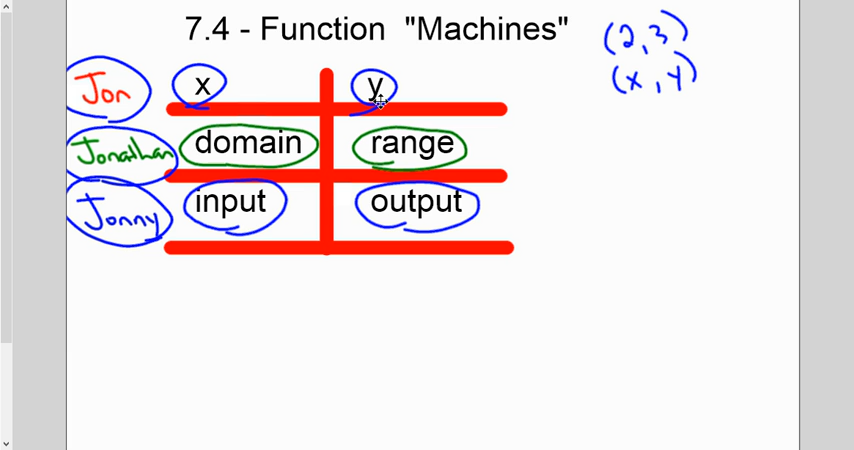 7.4 - Function "Machines"
(2,3)
(x,y)
Jon x y
Jonathan domain range
Jonny input output